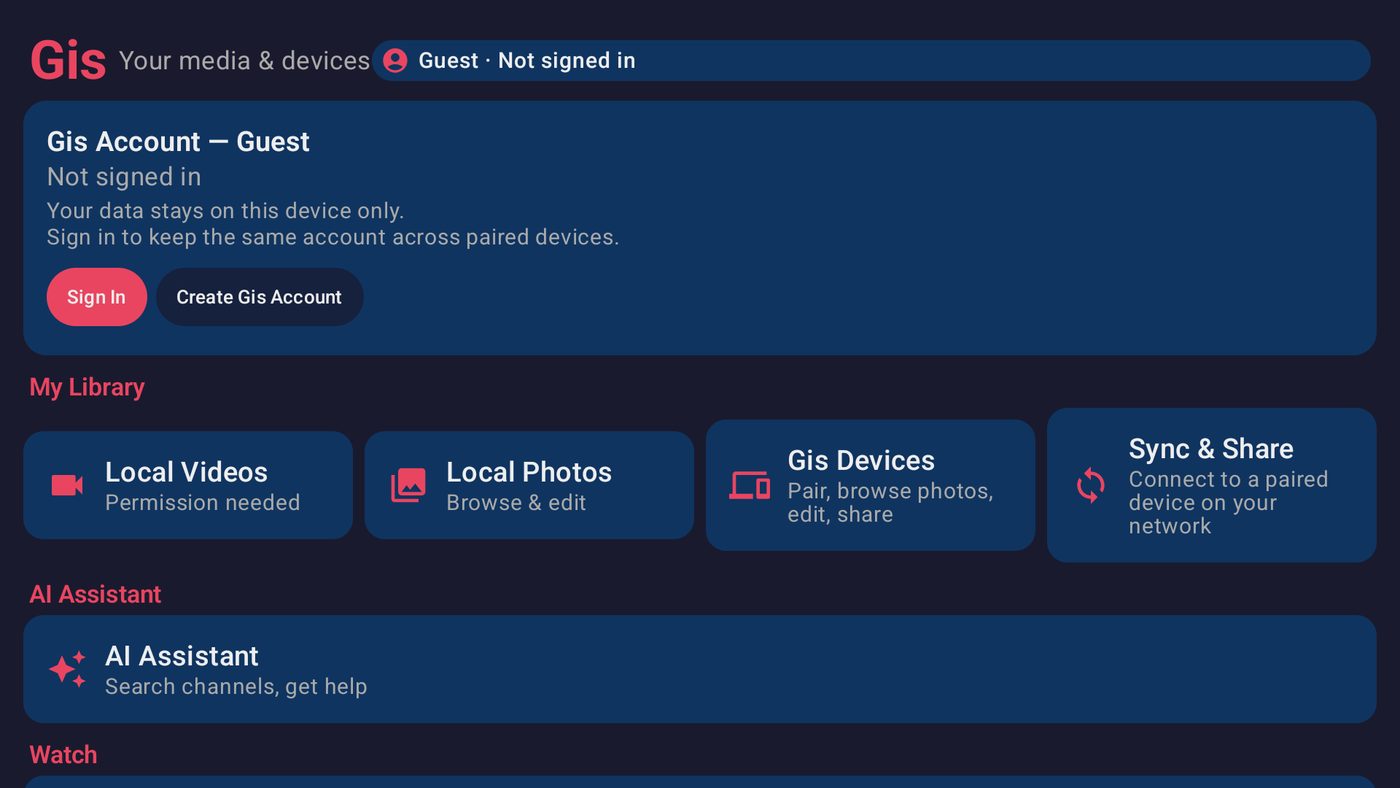 Gis Your media & devices Guest · Not signed in
Gis Account — Guest
Not signed in
Your data stays on this device only.
Sign in to keep the same account across paired devices.
Sign In Create Gis Account
My Library
Local Videos
Permission needed
Local Photos
Browse & edit
Gis Devices
Pair, browse photos,
edit, share
Sync & Share
Connect to a paired
device on your
network
AI Assistant
AI Assistant
Search channels, get help
Watch